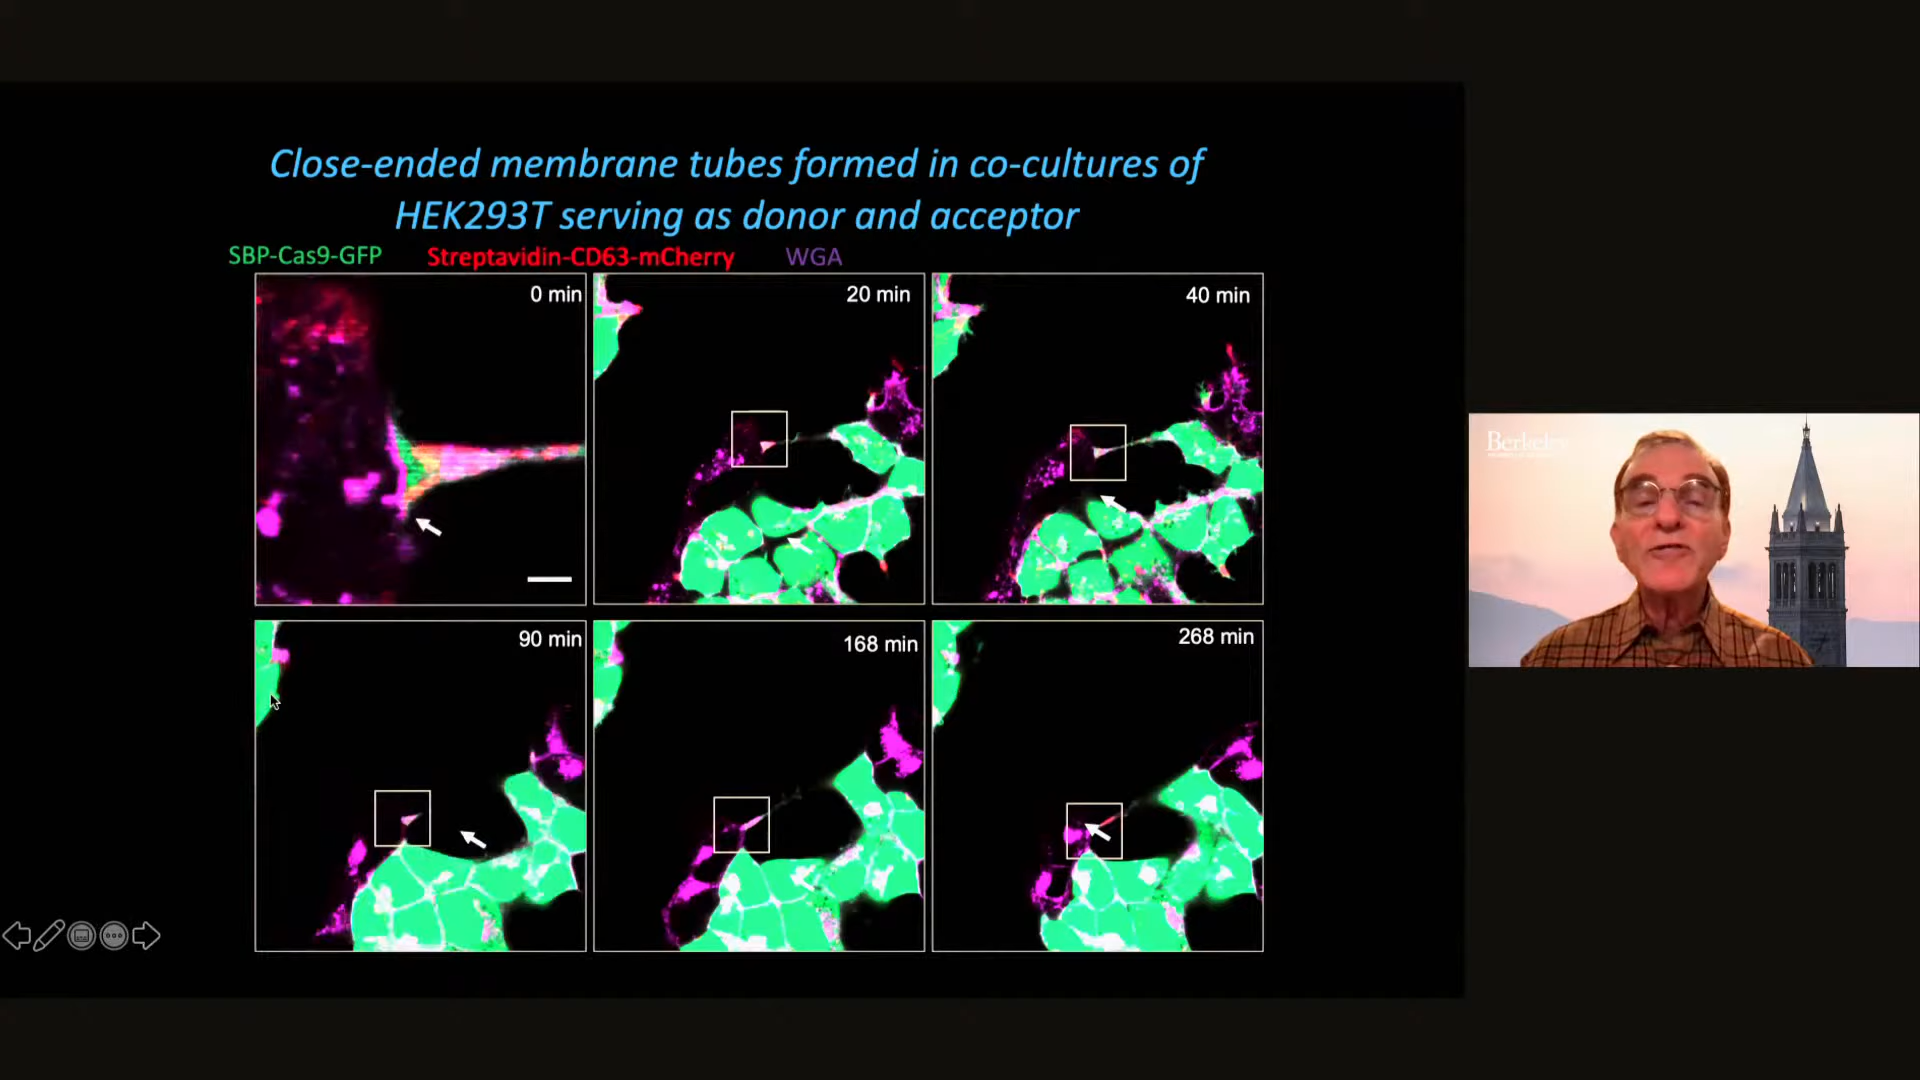 Close-ended membrane tubes formed in co-cultures of
HEK293T serving as donor and acceptor
SBP-Cas9-GFP Streptavidin-CD63-mCherry WGA
0 min 20 min 40 min
90 min 168 min 268 min
Berkeley